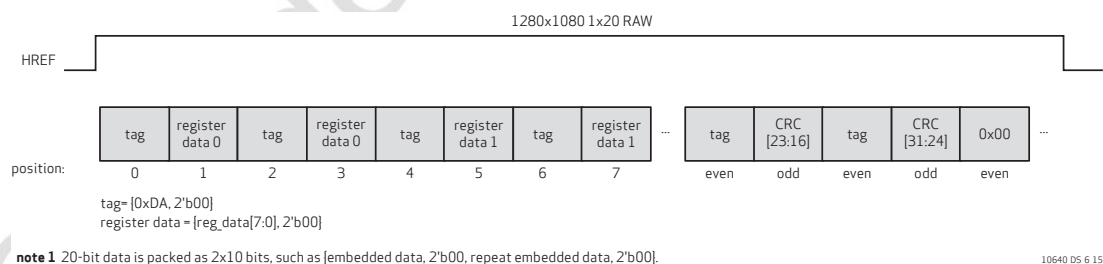 1280x1080 1x20 RAW
HREF
tag register data 0 tag register data 0 tag register data 1 tag register data 1 ... tag CRC [23:16] tag CRC [31:24] 0x00 ...
position: 0 1 2 3 4 5 6 7 even odd even odd even
tag= {0xDA, 2'b00}
register data = {reg_data[7:0], 2'b00}
note 1 20-bit data is packed as 2x10 bits, such as {embedded data, 2'b00, repeat embedded data, 2'b00}.
10640 DS 6 15